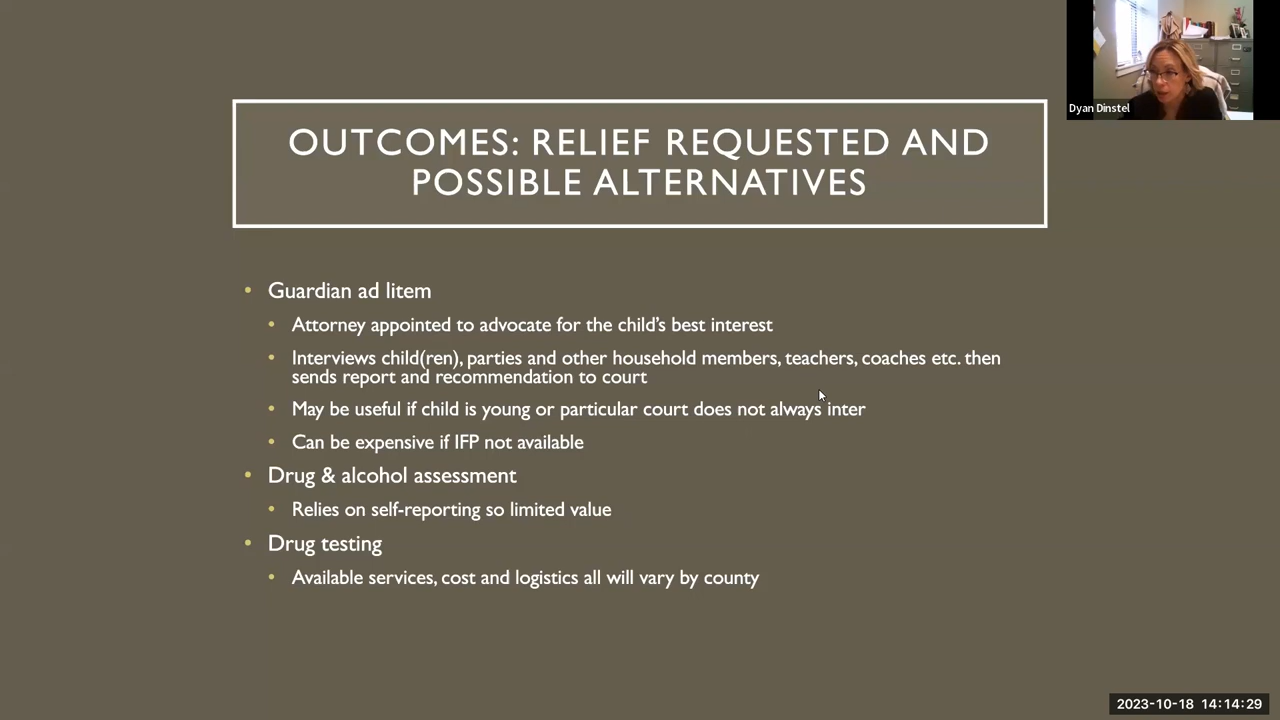 Dyan Dinstel
OUTCOMES: RELIEF REQUESTED AND
POSSIBLE ALTERNATIVES
• Guardian ad litem
• Attorney appointed to advocate for the child's best interest
• Interviews child(ren), parties and other household members, teachers, coaches etc. then
sends report and recommendation to court
• May be useful if child is young or particular court does not always inter
• Can be expensive if IFP not available
• Drug & alcohol assessment
• Relies on self-reporting so limited value
• Drug testing
• Available services, cost and logistics all will vary by county
2023-10-18 14:14:29